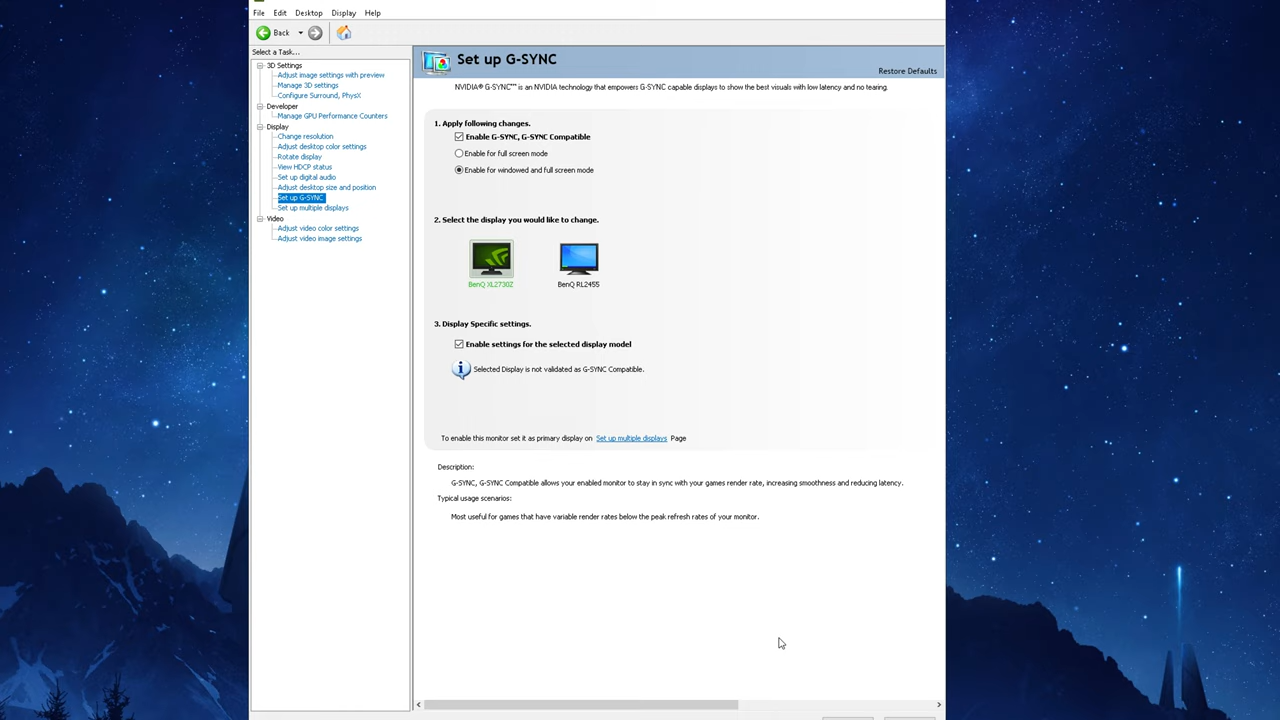 File Edit Desktop Display Help
Back
Select a Task...
3D Settings
Adjust image settings with preview
Manage 3D settings
Configure Surround, PhysX
Developer
Manage GPU Performance Counters
Display
Change resolution
Adjust desktop color settings
Rotate display
View HDCP status
Set up digital audio
Adjust desktop size and position
Set up G-SYNC
Set up multiple displays
Video
Adjust video color settings
Adjust video image settings
Set up G-SYNC
Restore Defaults
NVIDIA® G-SYNC™ is an NVIDIA technology that empowers G-SYNC capable displays to show the best visuals with low latency and no tearing.
1. Apply following changes.
Enable G-SYNC, G-SYNC Compatible
Enable for full screen mode
Enable for windowed and full screen mode
2. Select the display you would like to change.
BenQ XL2730Z BenQ RL2455
3. Display Specific settings.
Enable settings for the selected display model
Selected Display is not validated as G-SYNC Compatible.
To enable this monitor set it as primary display on Set up multiple displays Page
Description:
G-SYNC, G-SYNC Compatible allows your enabled monitor to stay in sync with your games render rate, increasing smoothness and reducing latency.
Typical usage scenarios:
Most useful for games that have variable render rates below the peak refresh rates of your monitor.